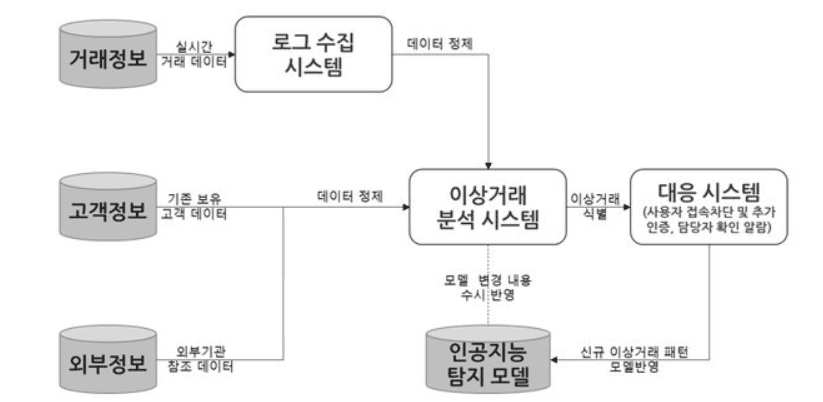 거래정보
실시간
거래 데이터
로그 수집
시스템
데이터 정제
고객정보
기존 보유
고객 데이터
데이터 정제
이상거래
분석 시스템
이상거래
식별
대응 시스템
(사용자 접속차단 및 추가
인증, 담당자 확인 알람)
모델 변경 내용
수시 반영
외부정보
외부기관
참조 데이터
인공지능
탐지 모델
신규 이상거래 패턴
모델반영